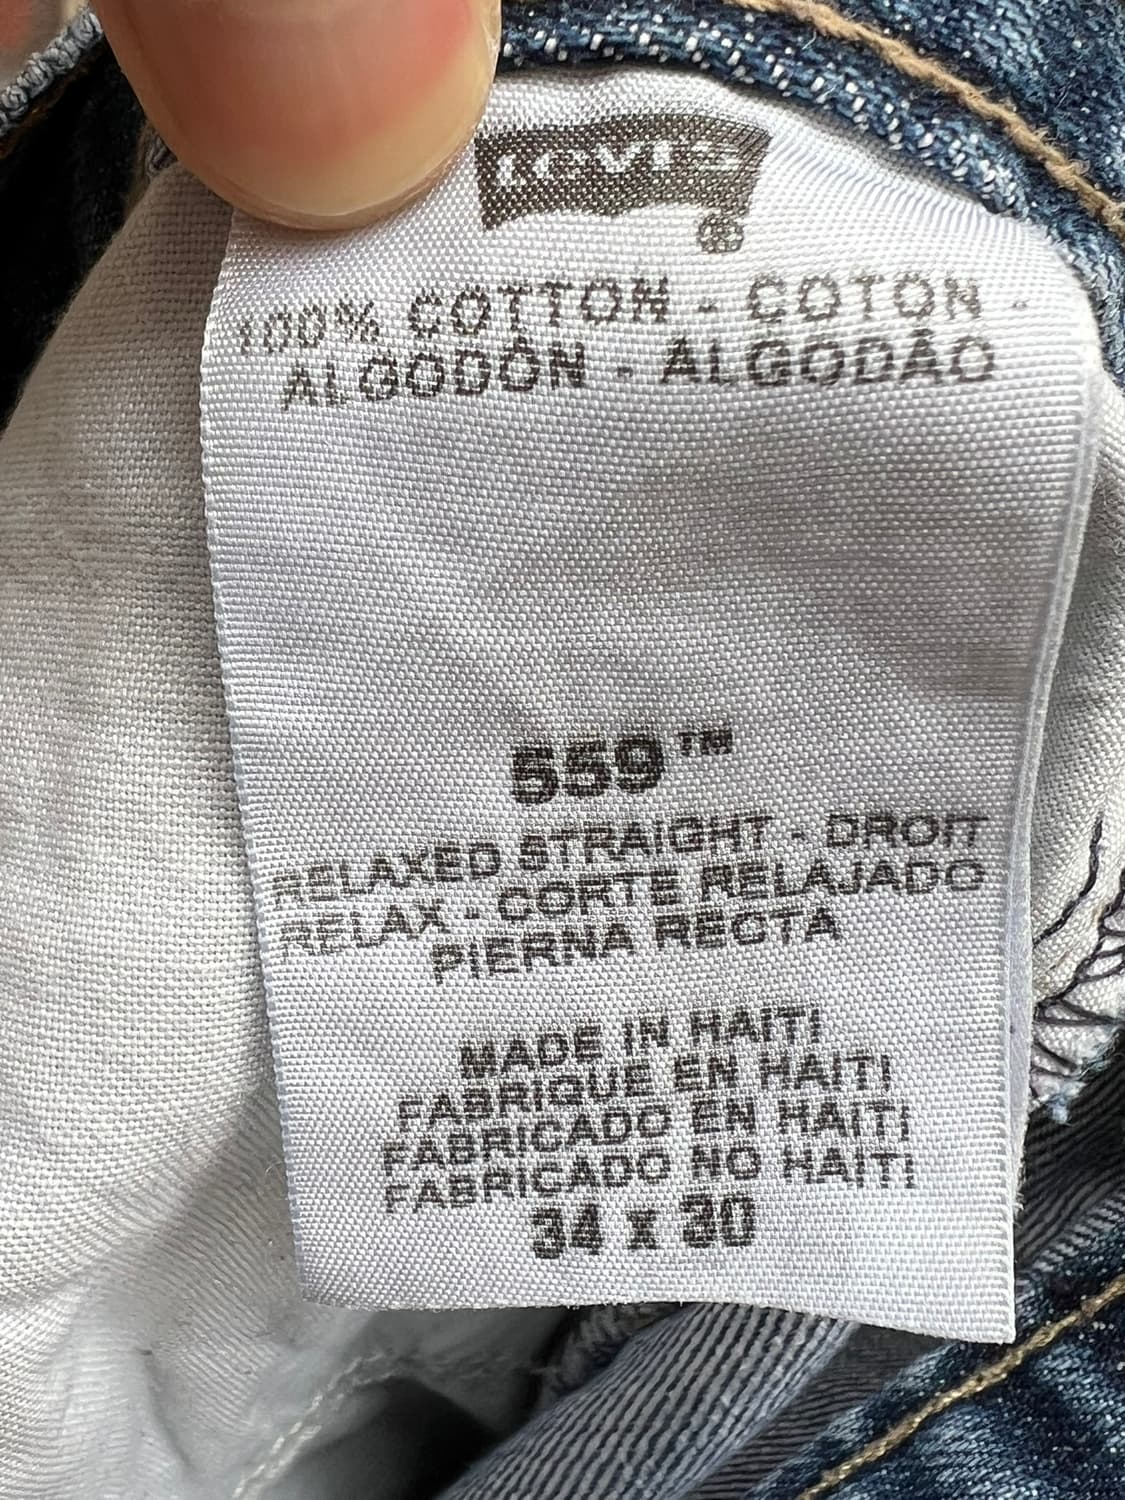 LEVI'S
®
100% COTTON - COTON -
ALGODÓN - ALGODÃO
559™
RELAXED STRAIGHT - DROIT
RELAX - CORTE RELAJADO
PIERNA RECTA
MADE IN HAITI
FABRIQUE EN HAITI
FABRICADO EN HAITI
FABRICADO NO HAITI
34 x 30